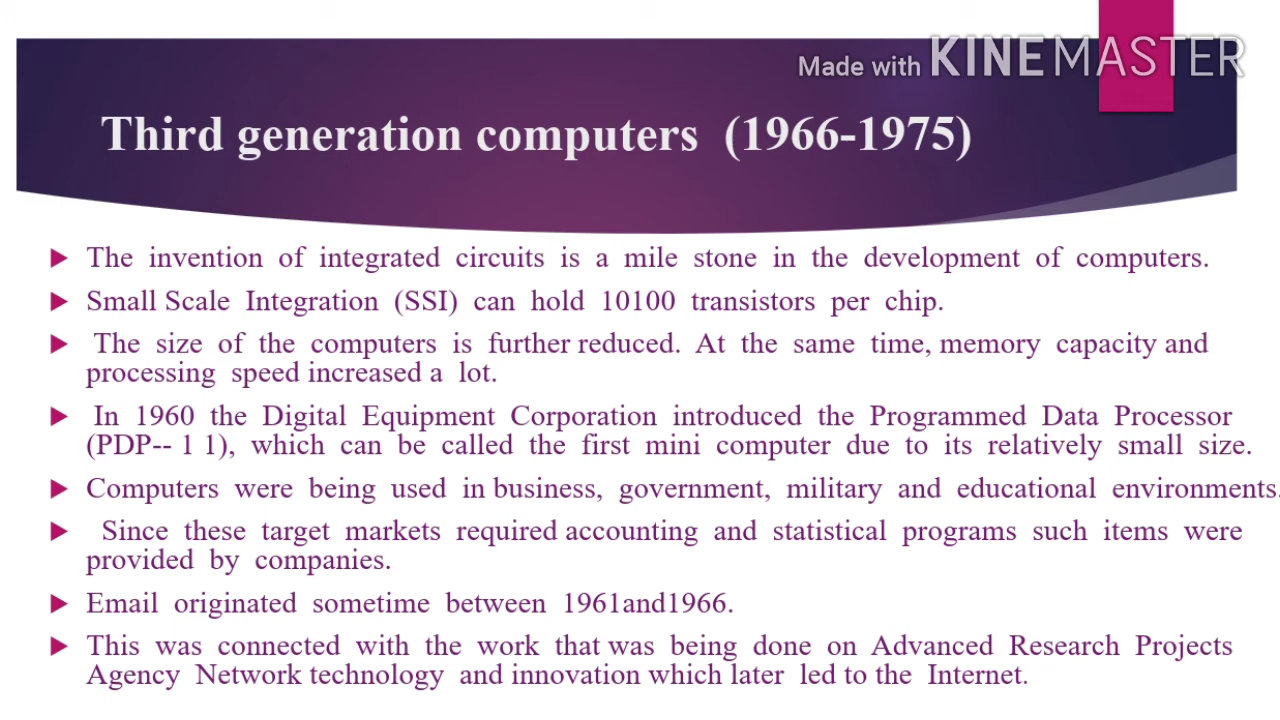 Made with KINEMASTER
Third generation computers (1966-1975)
The invention of integrated circuits is a mile stone in the development of computers.
Small Scale Integration (SSI) can hold 10100 transistors per chip.
The size of the computers is further reduced. At the same time, memory capacity and
processing speed increased a lot.
In 1960 the Digital Equipment Corporation introduced the Programmed Data Processor
(PDP-- 1 1), which can be called the first mini computer due to its relatively small size.
Computers were being used in business, government, military and educational environments.
Since these target markets required accounting and statistical programs such items were
provided by companies.
Email originated sometime between 1961and1966.
This was connected with the work that was being done on Advanced Research Projects
Agency Network technology and innovation which later led to the Internet.